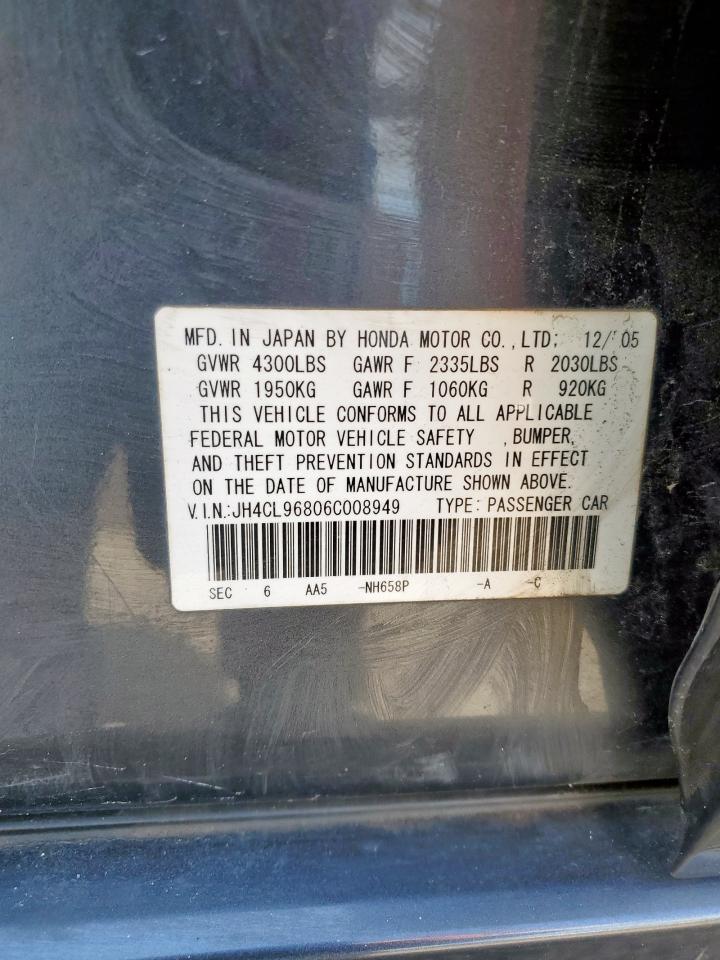 MFD. IN JAPAN BY HONDA MOTOR CO., LTD; 12/'05
GVWR 4300LBS GAWR F 2335LBS R 2030LBS
GVWR 1950KG GAWR F 1060KG R 920KG
THIS VEHICLE CONFORMS TO ALL APPLICABLE
FEDERAL MOTOR VEHICLE SAFETY , BUMPER,
AND THEFT PREVENTION STANDARDS IN EFFECT
ON THE DATE OF MANUFACTURE SHOWN ABOVE.
V.I.N.:JH4CL96806C008949 TYPE: PASSENGER CAR
SEC 6 AA5 -NH658P -A -C